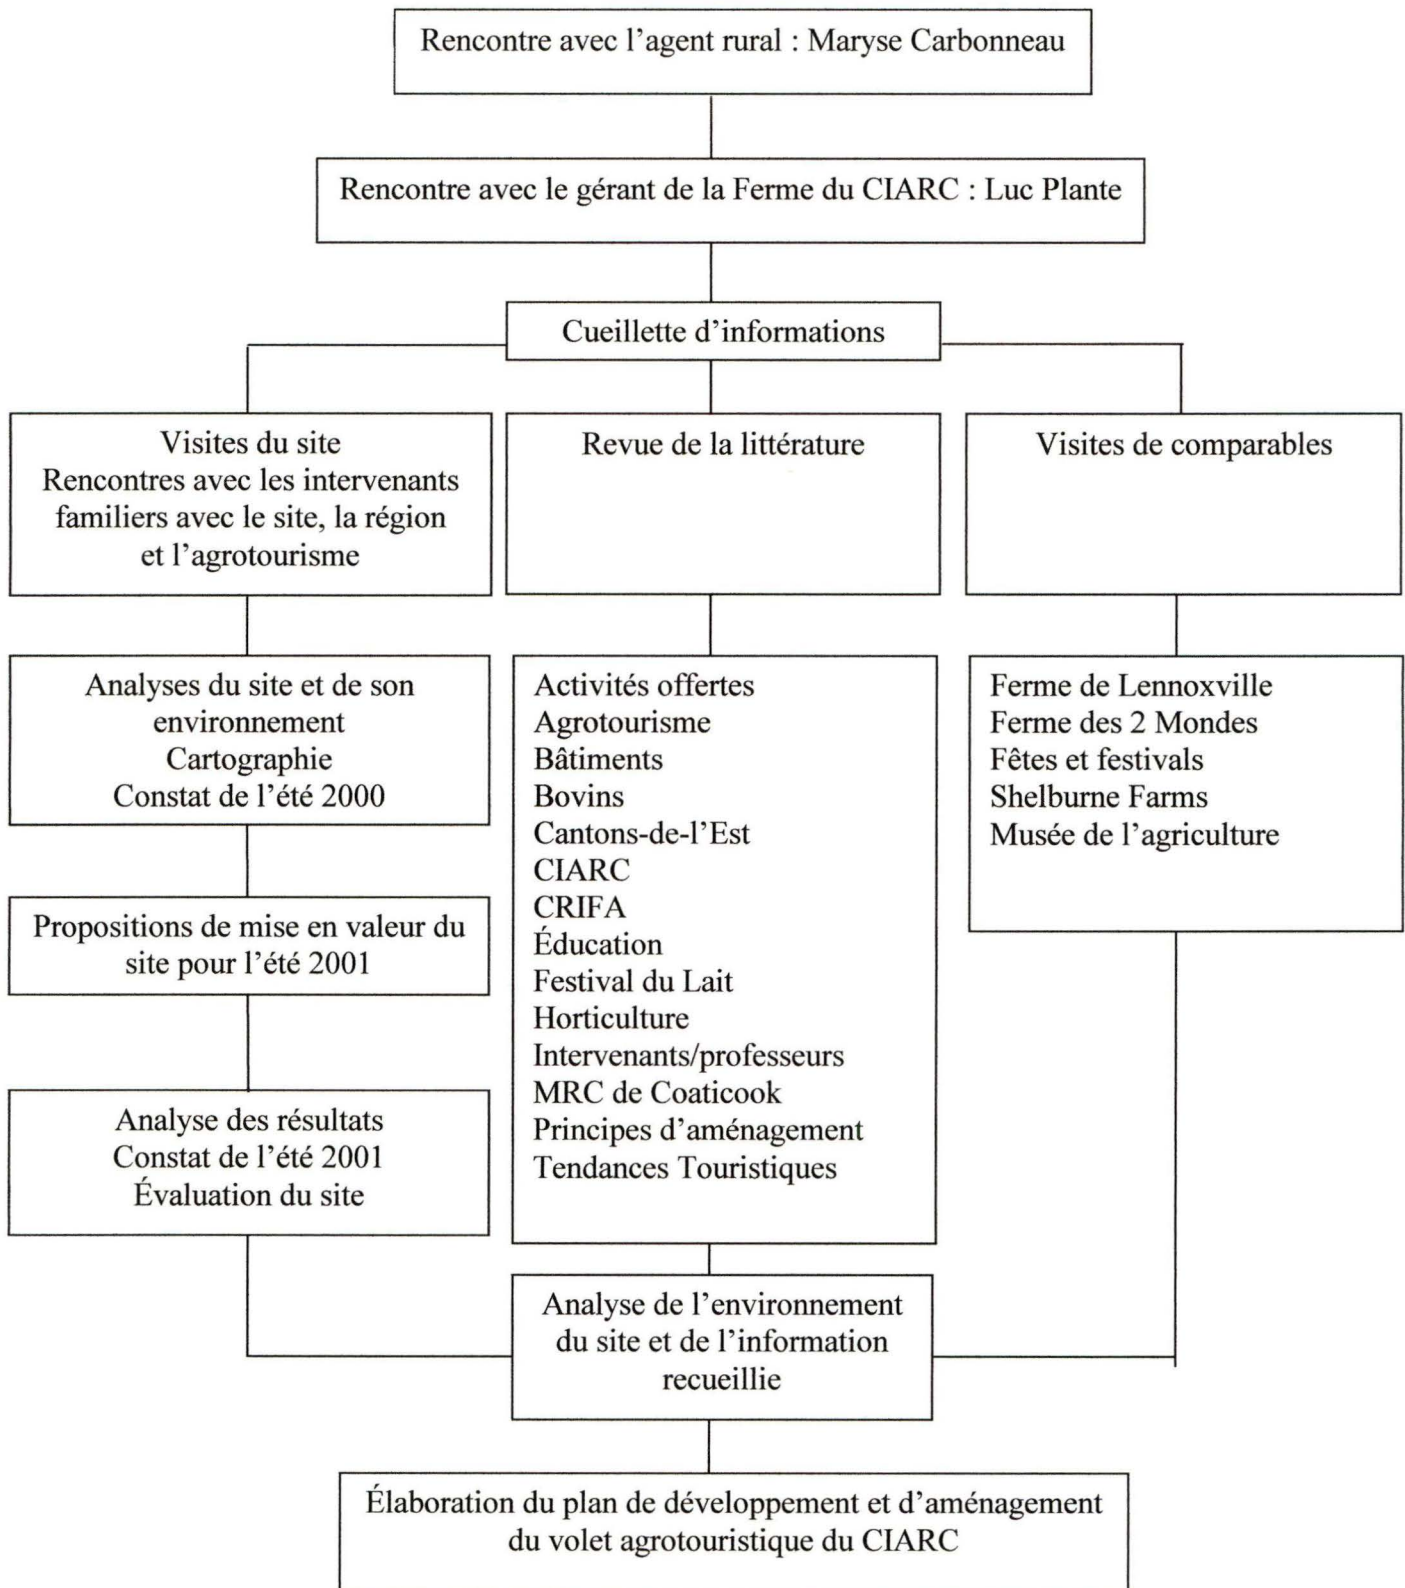 Rencontre avec l’agent rural : Maryse Carbonneau
Rencontre avec le gérant de la Ferme du CIARC : Luc Plante
Cueillette d’informations
Visites du site
Rencontres avec les intervenants
familiers avec le site, la région
et l’agrotourisme
Revue de la littérature
Visites de comparables
Analyses du site et de son
environnement
Cartographie
Constat de l’été 2000
Propositions de mise en valeur du
site pour l’été 2001
Analyse des résultats
Constat de l’été 2001
Évaluation du site
Activités offertes
Agrotourisme
Bâtiments
Bovins
Cantons-de-l’Est
CIARC
CRIFA
Éducation
Festival du Lait
Horticulture
Intervenants/professeurs
MRC de Coaticook
Principes d’aménagement
Tendances Touristiques
Ferme de Lennoxville
Ferme des 2 Mondes
Fêtes et festivals
Shelburne Farms
Musée de l’agriculture
Analyse de l’environnement
du site et de l’information
recueillie
Élaboration du plan de développement et d’aménagement
du volet agrotouristique du CIARC